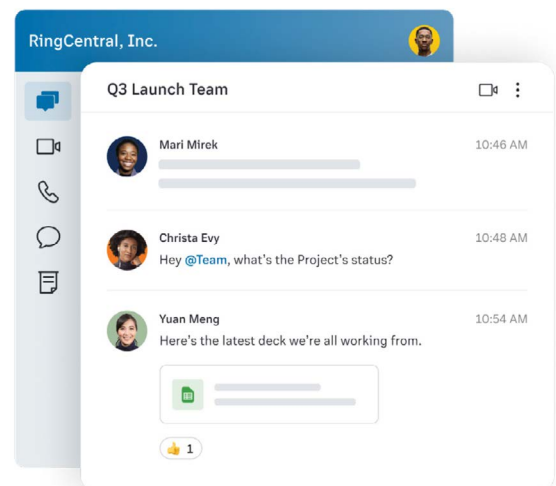 RingCentral, Inc.
Q3 Launch Team
Mari Mirek 10:46 AM
Christa Evy 10:48 AM
Hey @Team, what's the Project's status?
Yuan Meng 10:54 AM
Here's the latest deck we're all working from.
👍 1